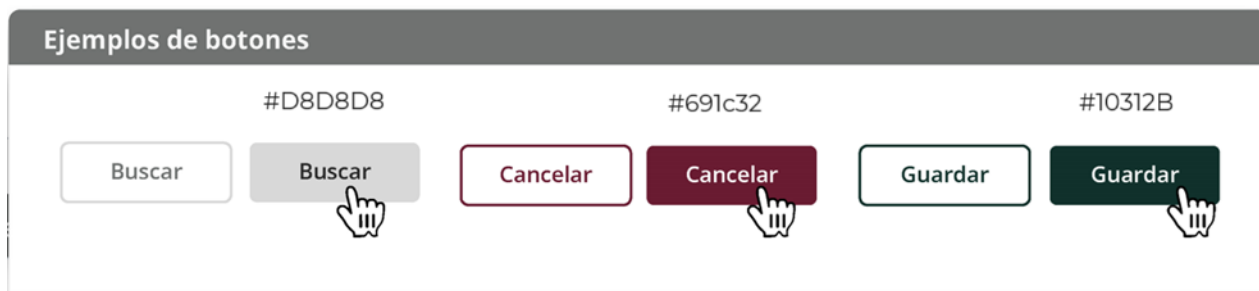 Ejemplos de botones
#D8D8D8 #691c32 #10312B
Buscar Buscar Cancelar Cancelar Guardar Guardar